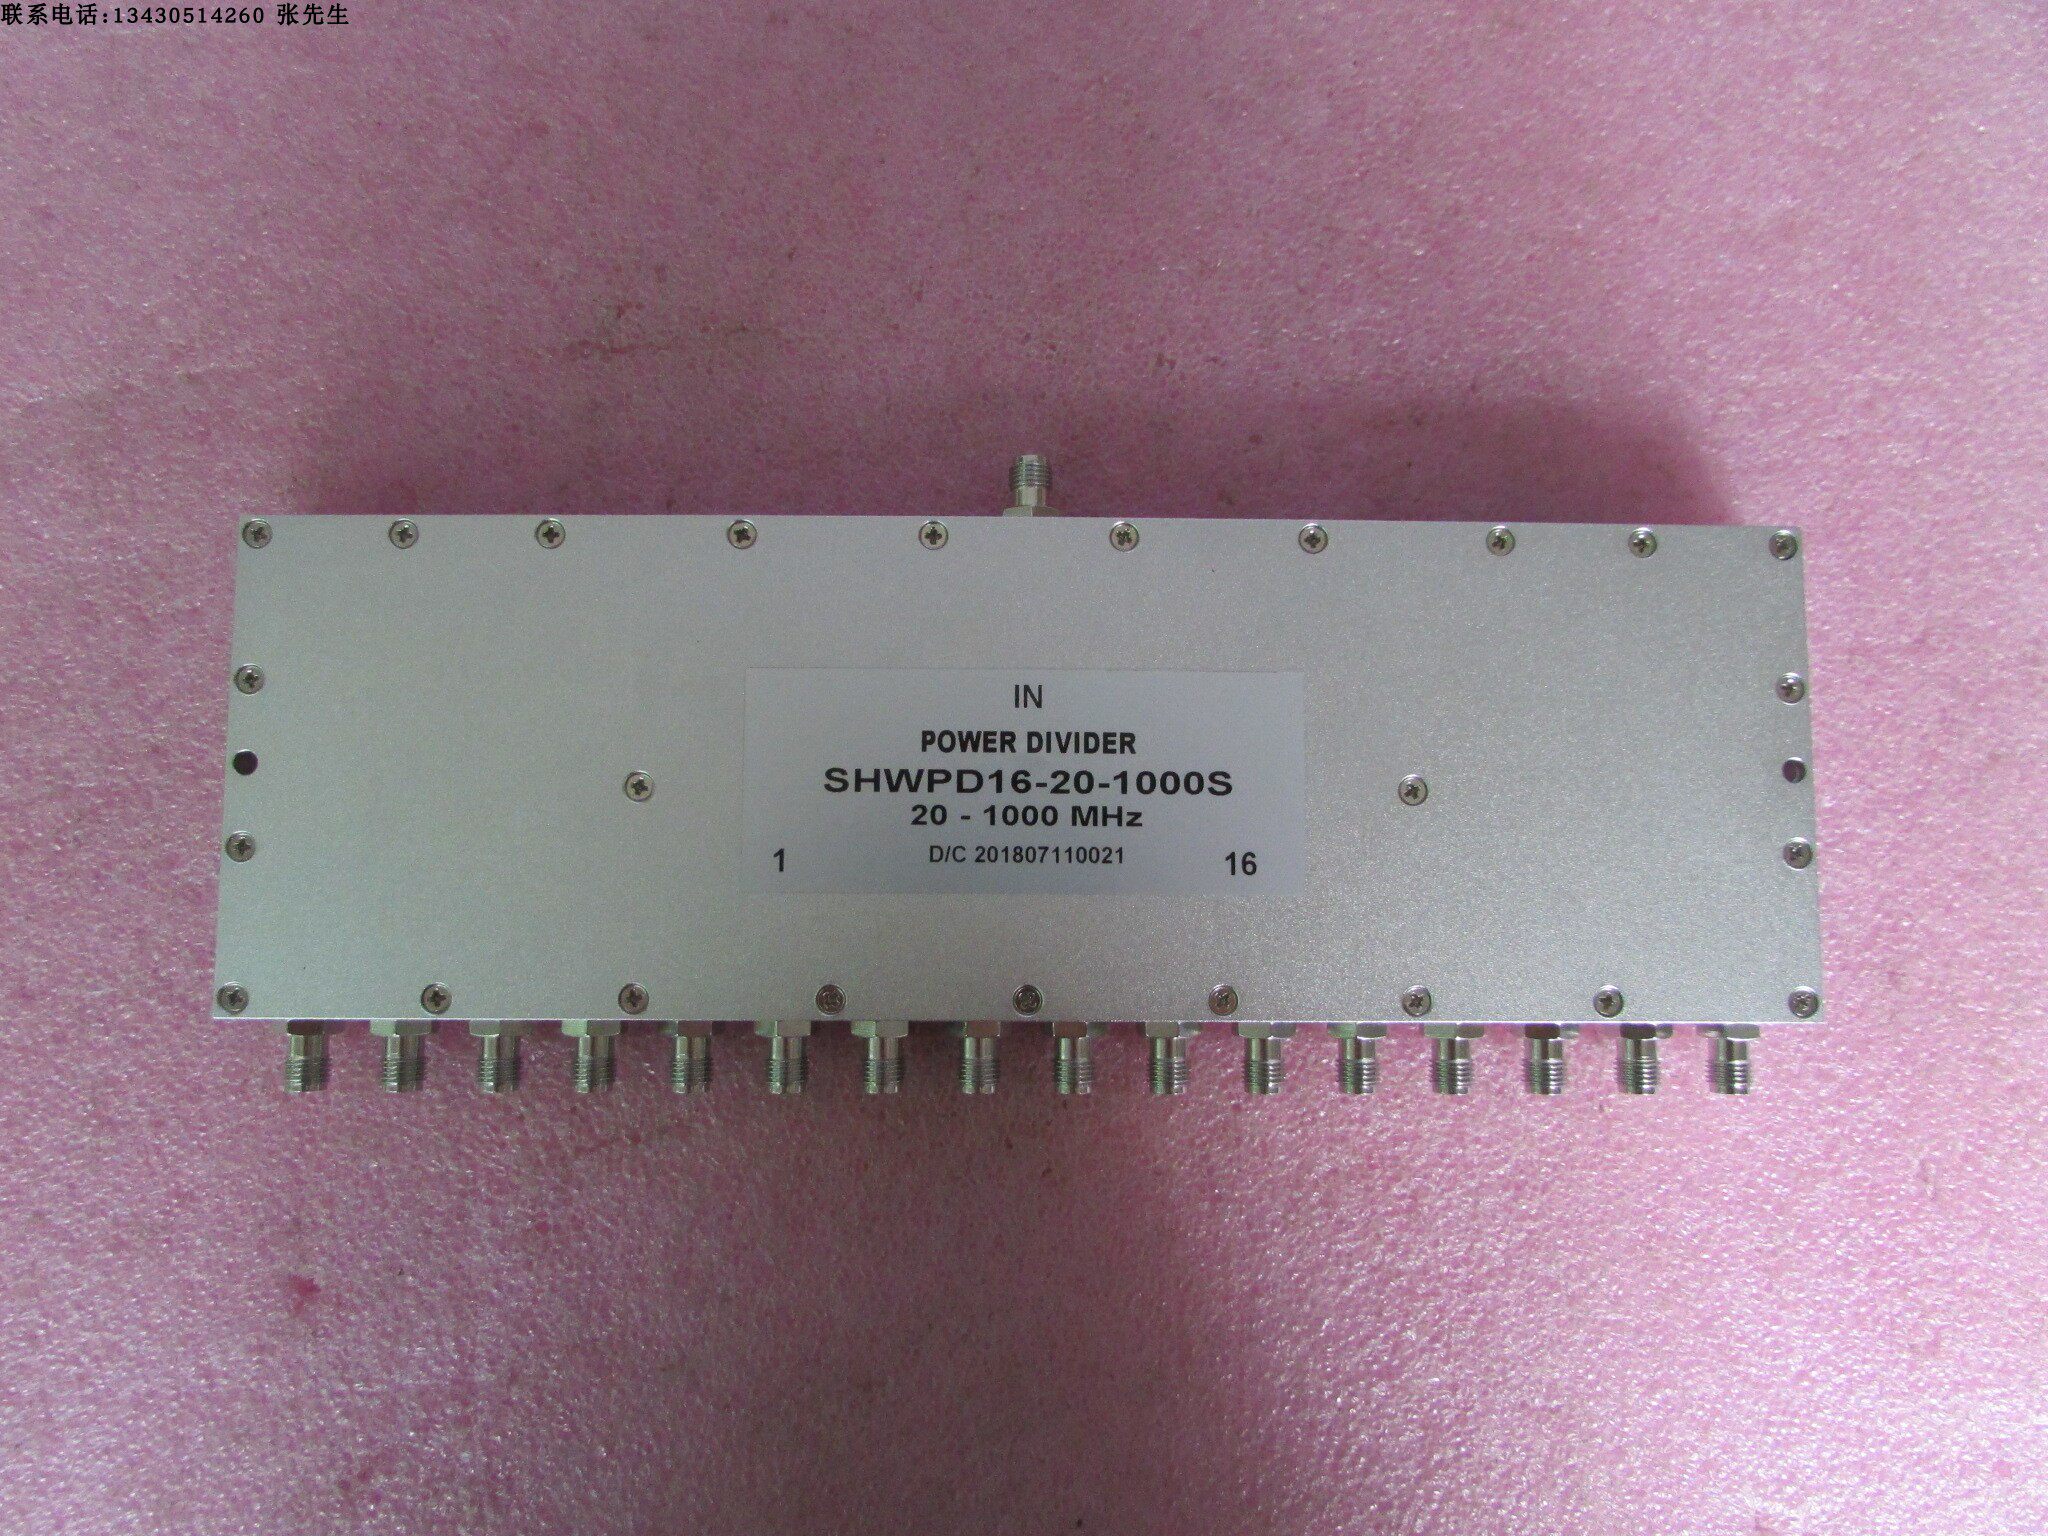 联系电话:13430514260 张先生
IN
POWER DIVIDER
SHWPD16-20-1000S
20 - 1000 MHz
D/C 201807110021
1 16